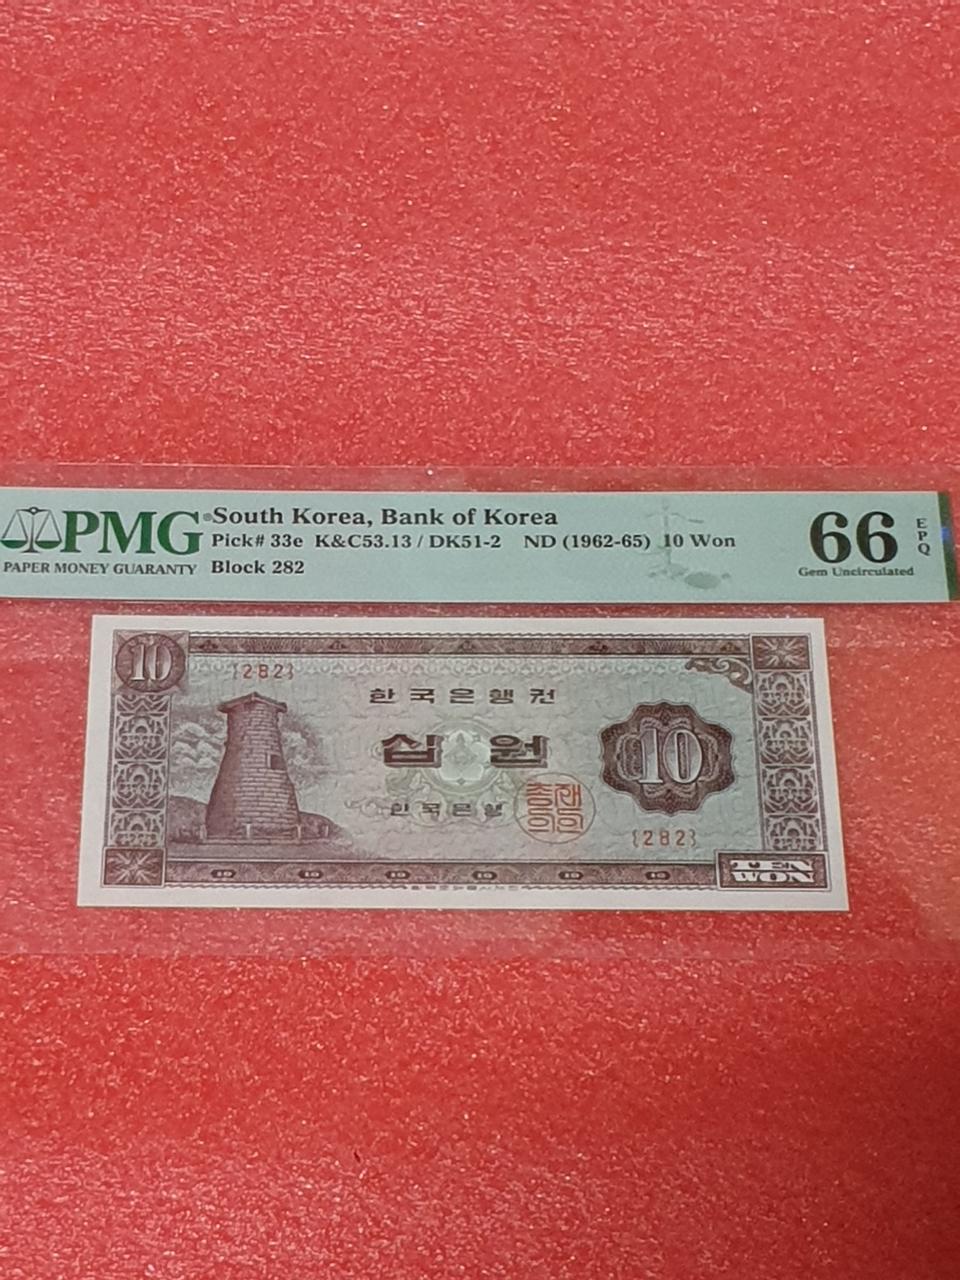 PMG
PAPER MONEY GUARANTY
South Korea, Bank of Korea
Pick# 33e K&C53.13 / DK51-2 ND (1962-65) 10 Won
Block 282
66
EPQ
Gem Uncirculated
10
{282}
한국은행권
십원
한국은행
10
{282}
TEN
WON